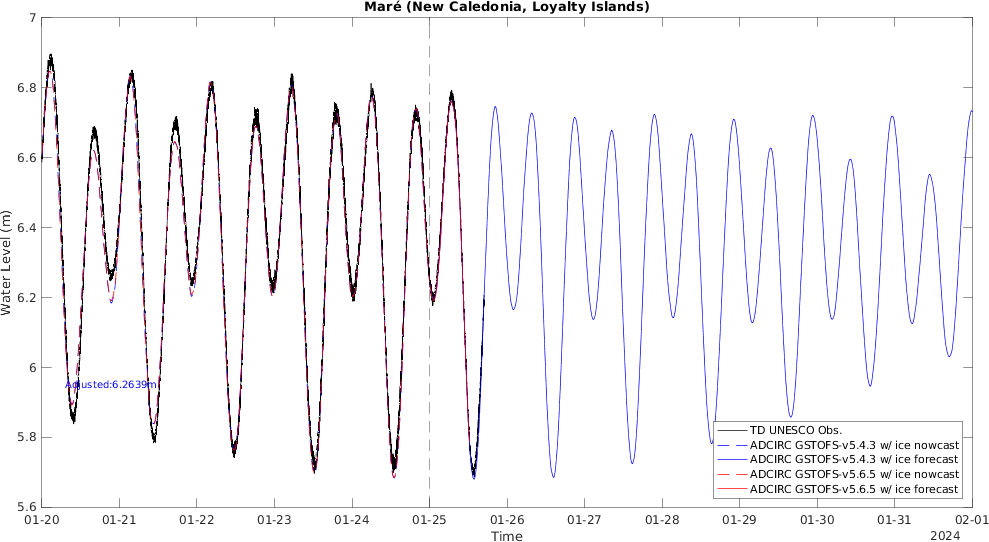 Maré (New Caledonia, Loyalty Islands)
7
6.8
6.6
6.4
6.2
6
5.8
5.6
Water Level (m)
Adjusted:6.2639m
TD UNESCO Obs.
ADCIRC GSTOFS-v5.4.3 w/ ice nowcast
ADCIRC GSTOFS-v5.4.3 w/ ice forecast
ADCIRC GSTOFS-v5.6.5 w/ ice nowcast
ADCIRC GSTOFS-v5.6.5 w/ ice forecast
01-20 01-21 01-22 01-23 01-24 01-25 01-26 01-27 01-28 01-29 01-30 01-31 02-01
Time
2024